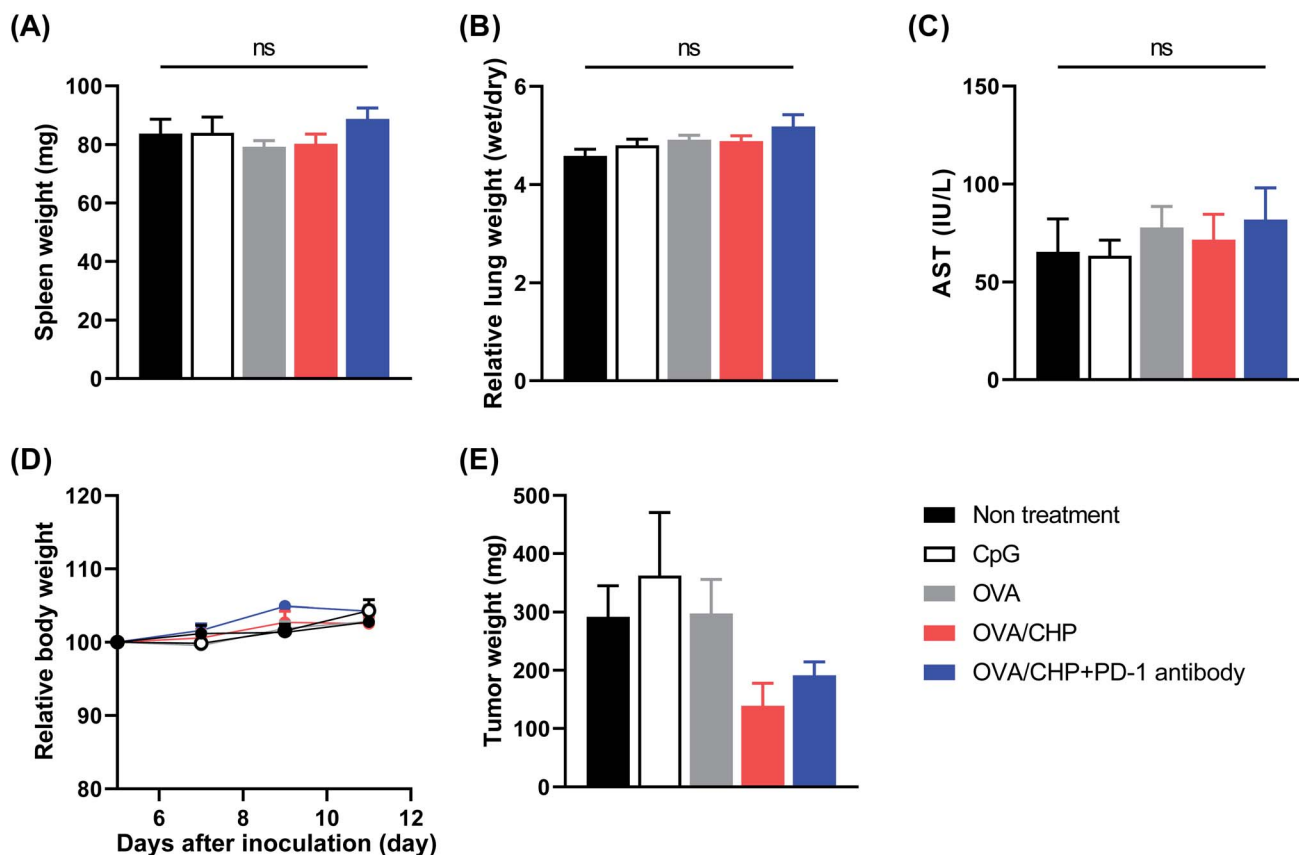 (A)
ns
Spleen weight (mg)
100
80
60
40
20
0
(B)
ns
Relative lung weight (wet/dry)
6
4
2
0
(C)
ns
AST (IU/L)
150
100
50
0
(D)
Relative body weight
120
110
100
90
80
6
8
10
12
Days after inoculation (day)
(E)
Tumor weight (mg)
500
400
300
200
100
0
Non treatment
CpG
OVA
OVA/CHP
OVA/CHP+PD-1 antibody